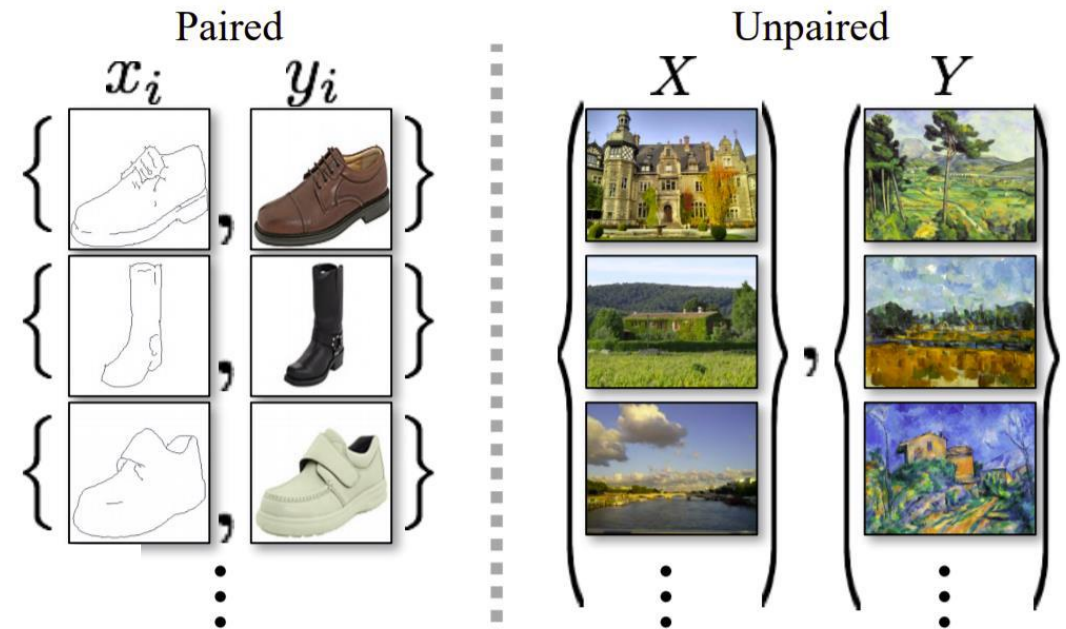 Paired
Unpaired
x_i
y_i
X
Y
{ , }
{ , }
{ , }
{ } , { }
⋮
⋮
⋮